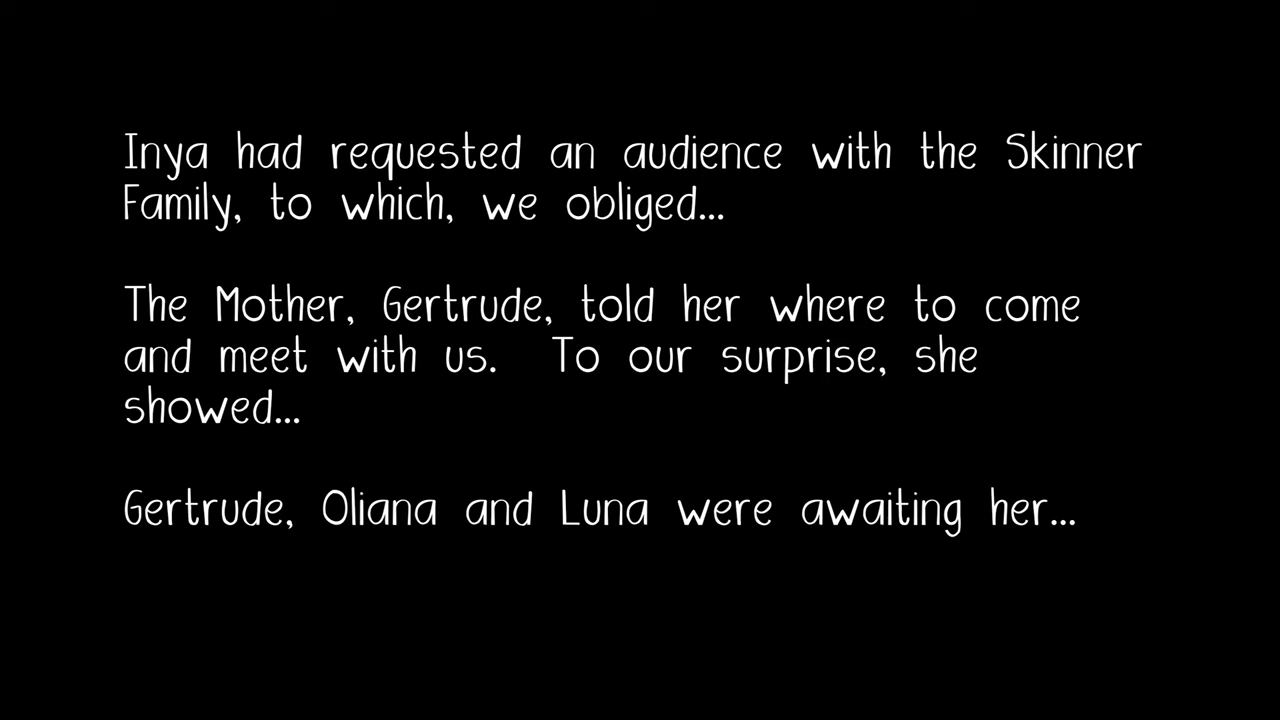 Inya had requested an audience with the Skinner
Family, to which, we obliged...
The Mother, Gertrude, told her where to come
and meet with us.  To our surprise, she
showed...
Gertrude, Oliana and Luna were awaiting her...